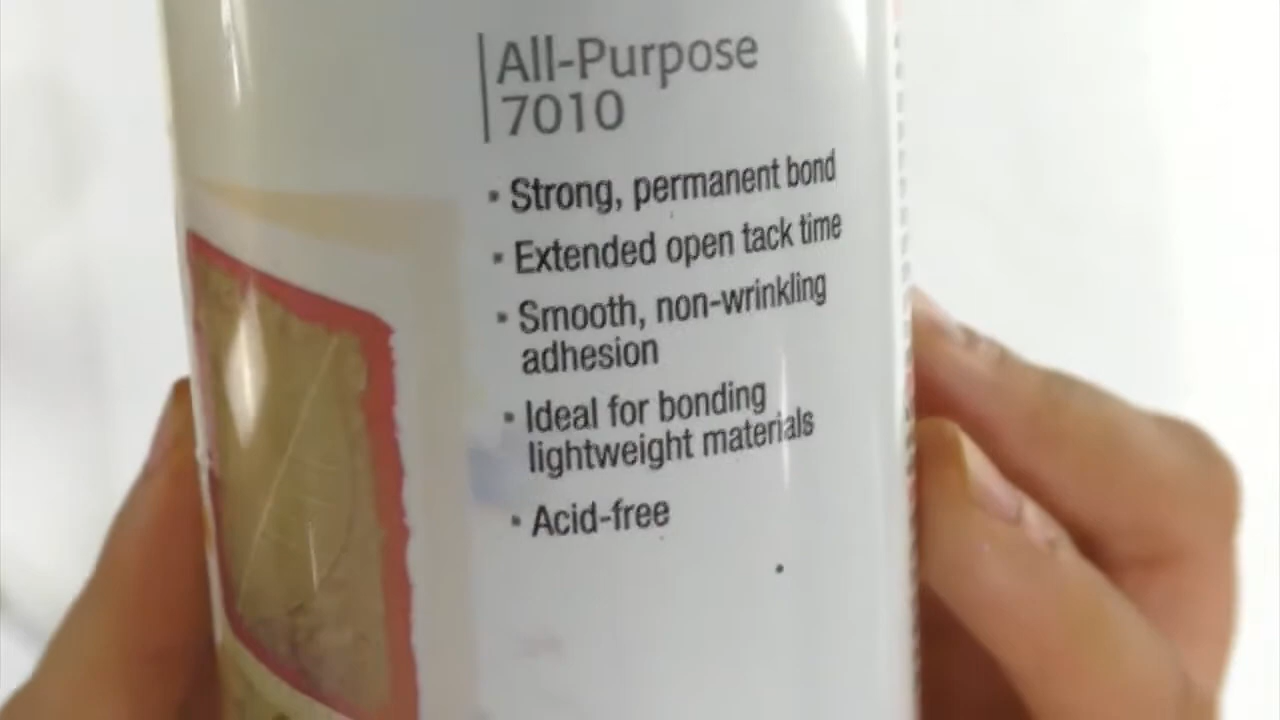 All-Purpose
7010
• Strong, permanent bond
• Extended open tack time
• Smooth, non-wrinkling
adhesion
• Ideal for bonding
lightweight materials
• Acid-free